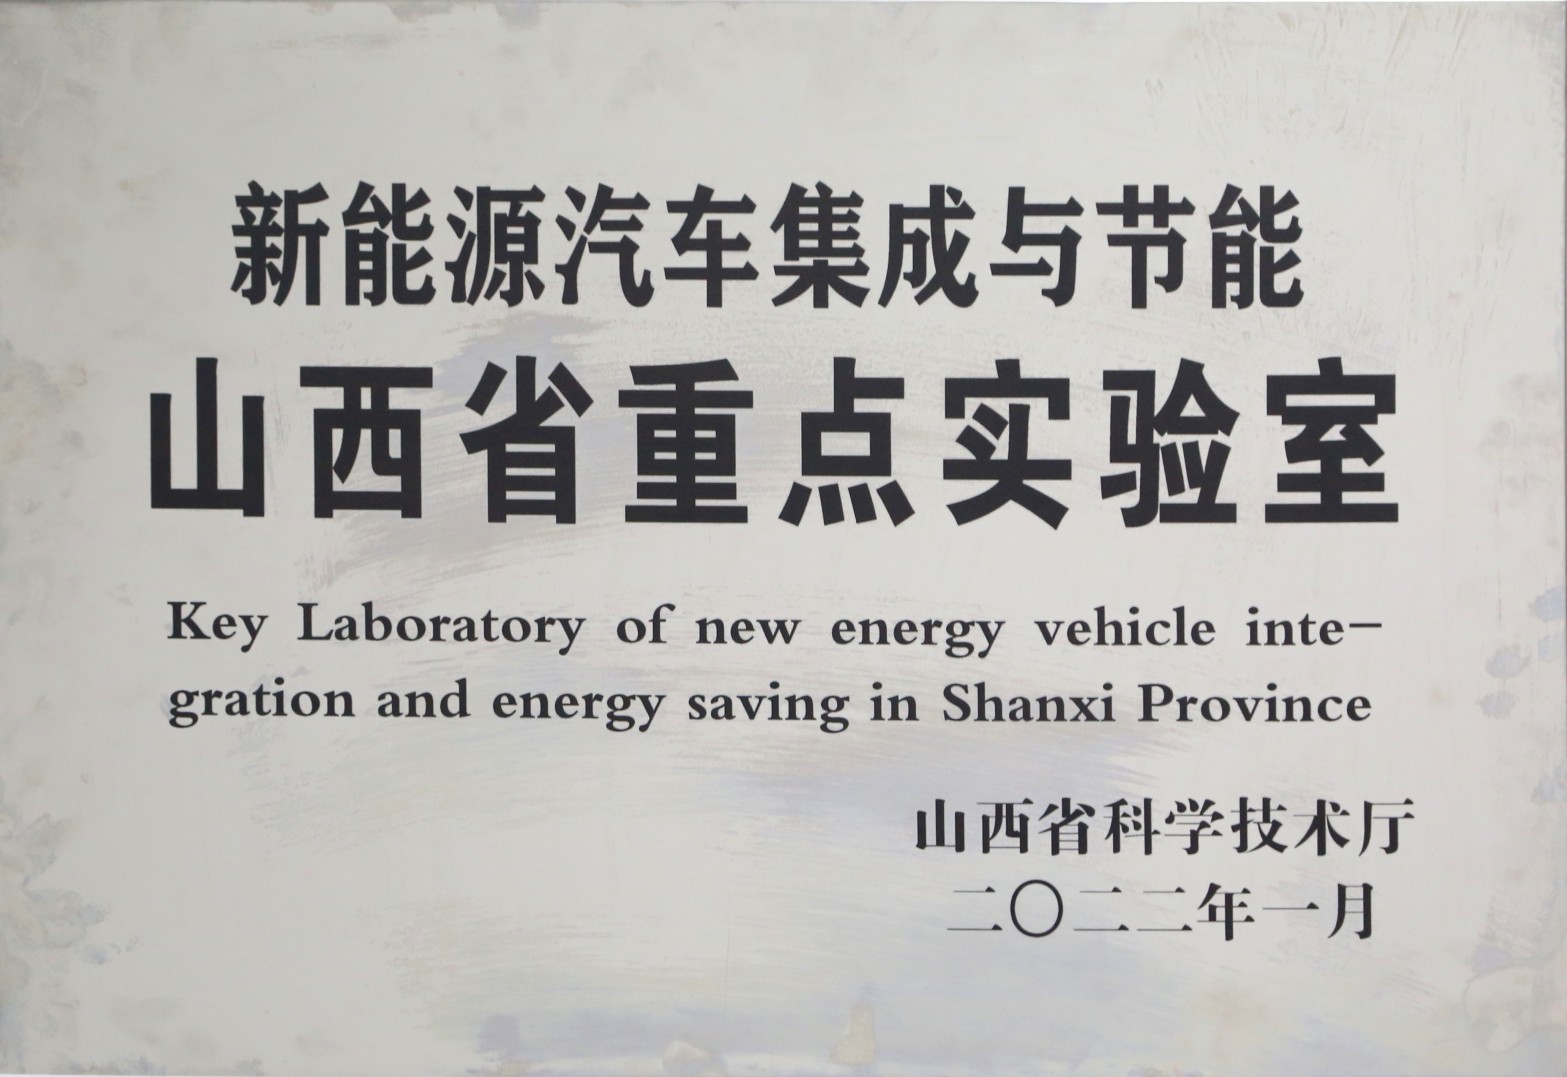 新能源汽车集成与节能
山西省重点实验室
Key Laboratory of new energy vehicle inte-
gration and energy saving in Shanxi Province
山西省科学技术厅
二〇二二年一月